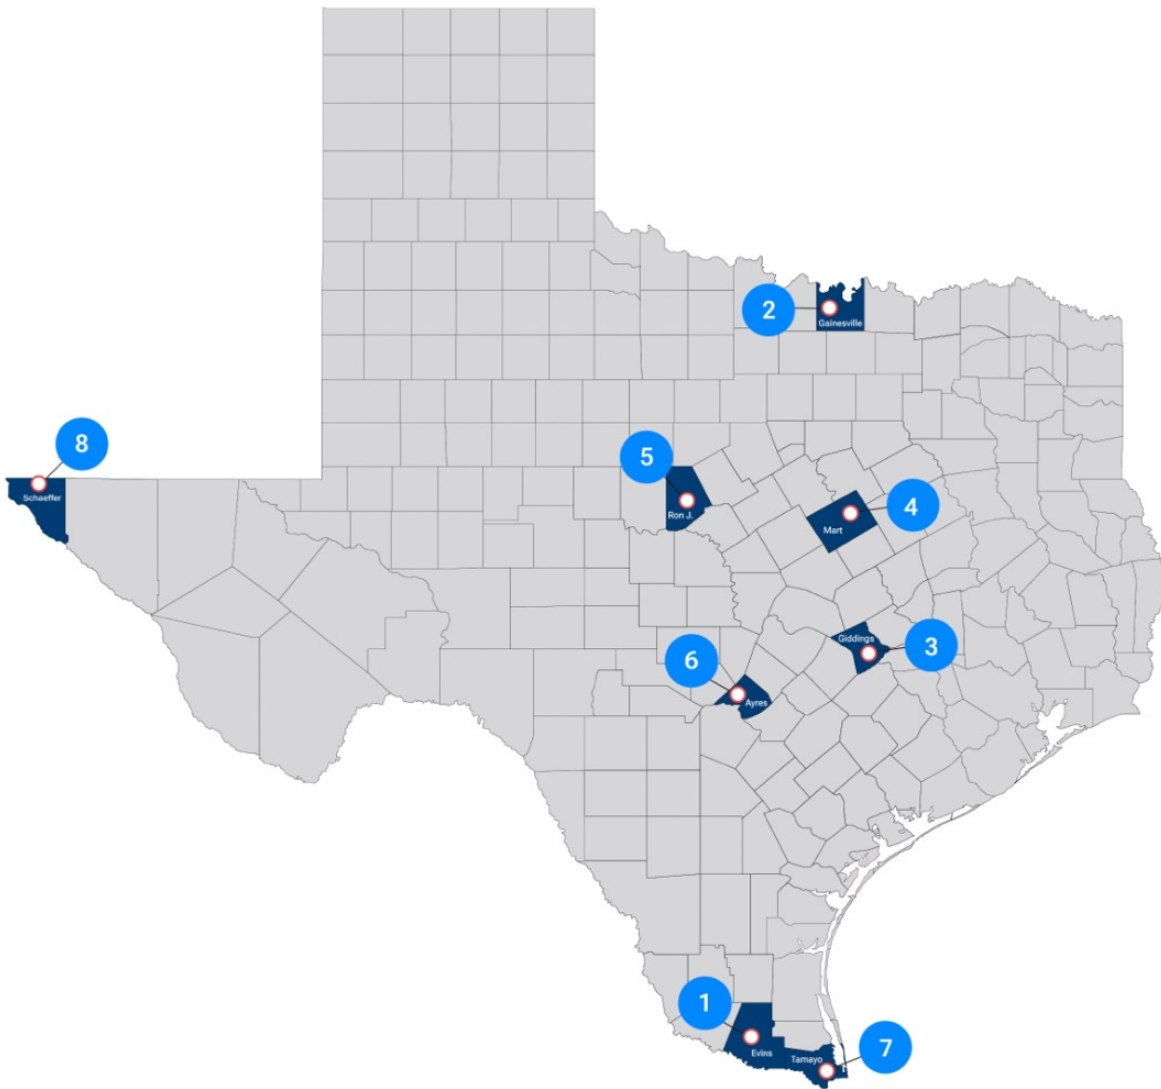 2
Gainesville
8
Schaeffer
5
Ron J.
4
Mart
Giddings
3
6
Ayres
1
Evins
Tamayo
7